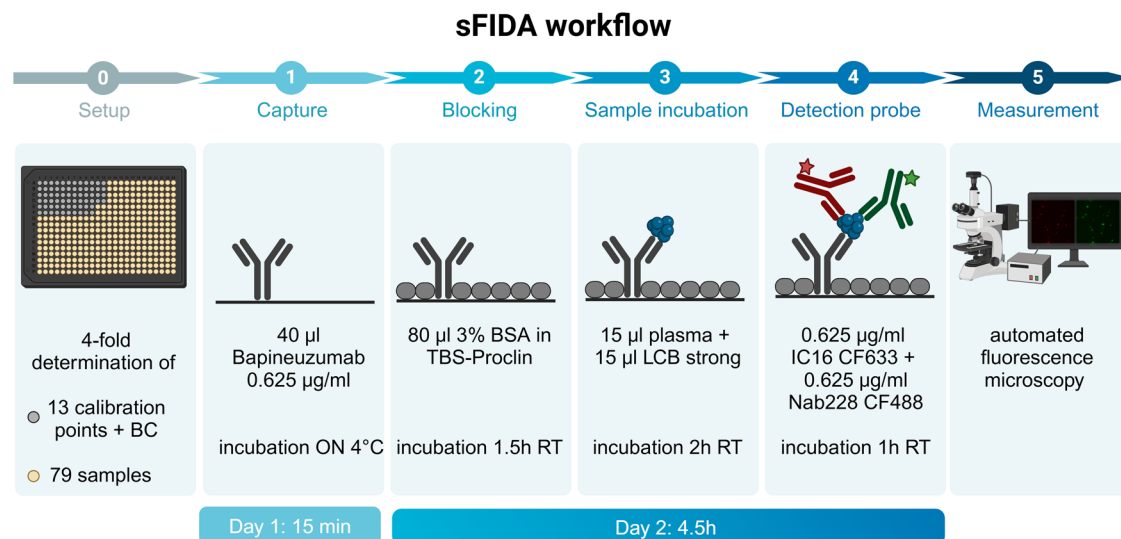 sFIDA workflow
0
1
2
3
4
5
Setup
Capture
Blocking
Sample incubation
Detection probe
Measurement
4-fold
determination of
13 calibration
points + BC
79 samples
40 µl
Bapineuzumab
0.625 µg/ml
incubation ON 4°C
80 µl 3% BSA in
TBS-Proclin
incubation 1.5h RT
15 µl plasma +
15 µl LCB strong
incubation 2h RT
0.625 µg/ml
IC16 CF633 +
0.625 µg/ml
Nab228 CF488
incubation 1h RT
automated
fluorescence
microscopy
Day 1: 15 min
Day 2: 4.5h